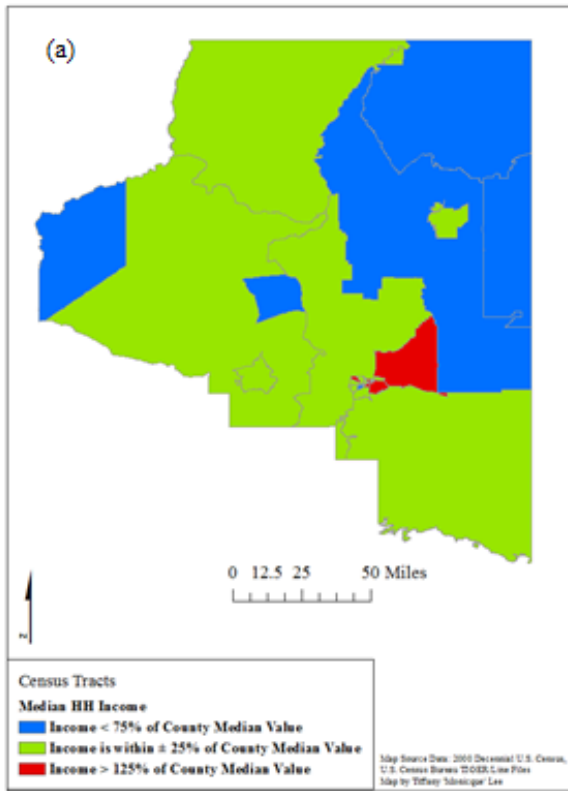 (a)
0 12.5 25 50 Miles
N
Census Tracts
Median HH Income
Income < 75% of County Median Value
Income is within ± 25% of County Median Value
Income > 125% of County Median Value
Map Source Data: 2000 Decennial U.S. Census,
U.S. Census Bureau TIGER Line Files
Map by Tiffany 'Monicque' Lee